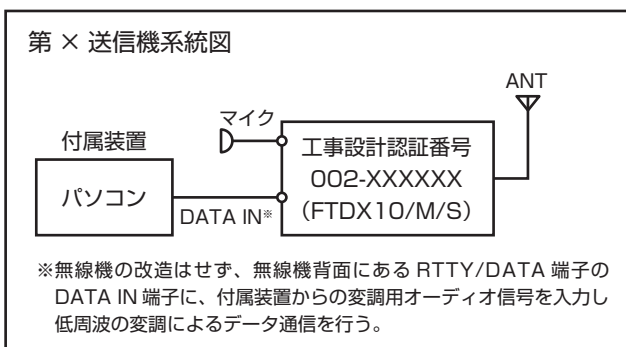 第 × 送信機系統図
ANT
マイク
付属装置
工事設計認証番号
パソコン
002-XXXXXX
DATA IN※
(FTDX10/M/S)
※無線機の改造はせず、無線機背面にある RTTY/DATA 端子の
DATA IN 端子に、付属装置からの変調用オーディオ信号を入力し
低周波の変調によるデータ通信を行う。